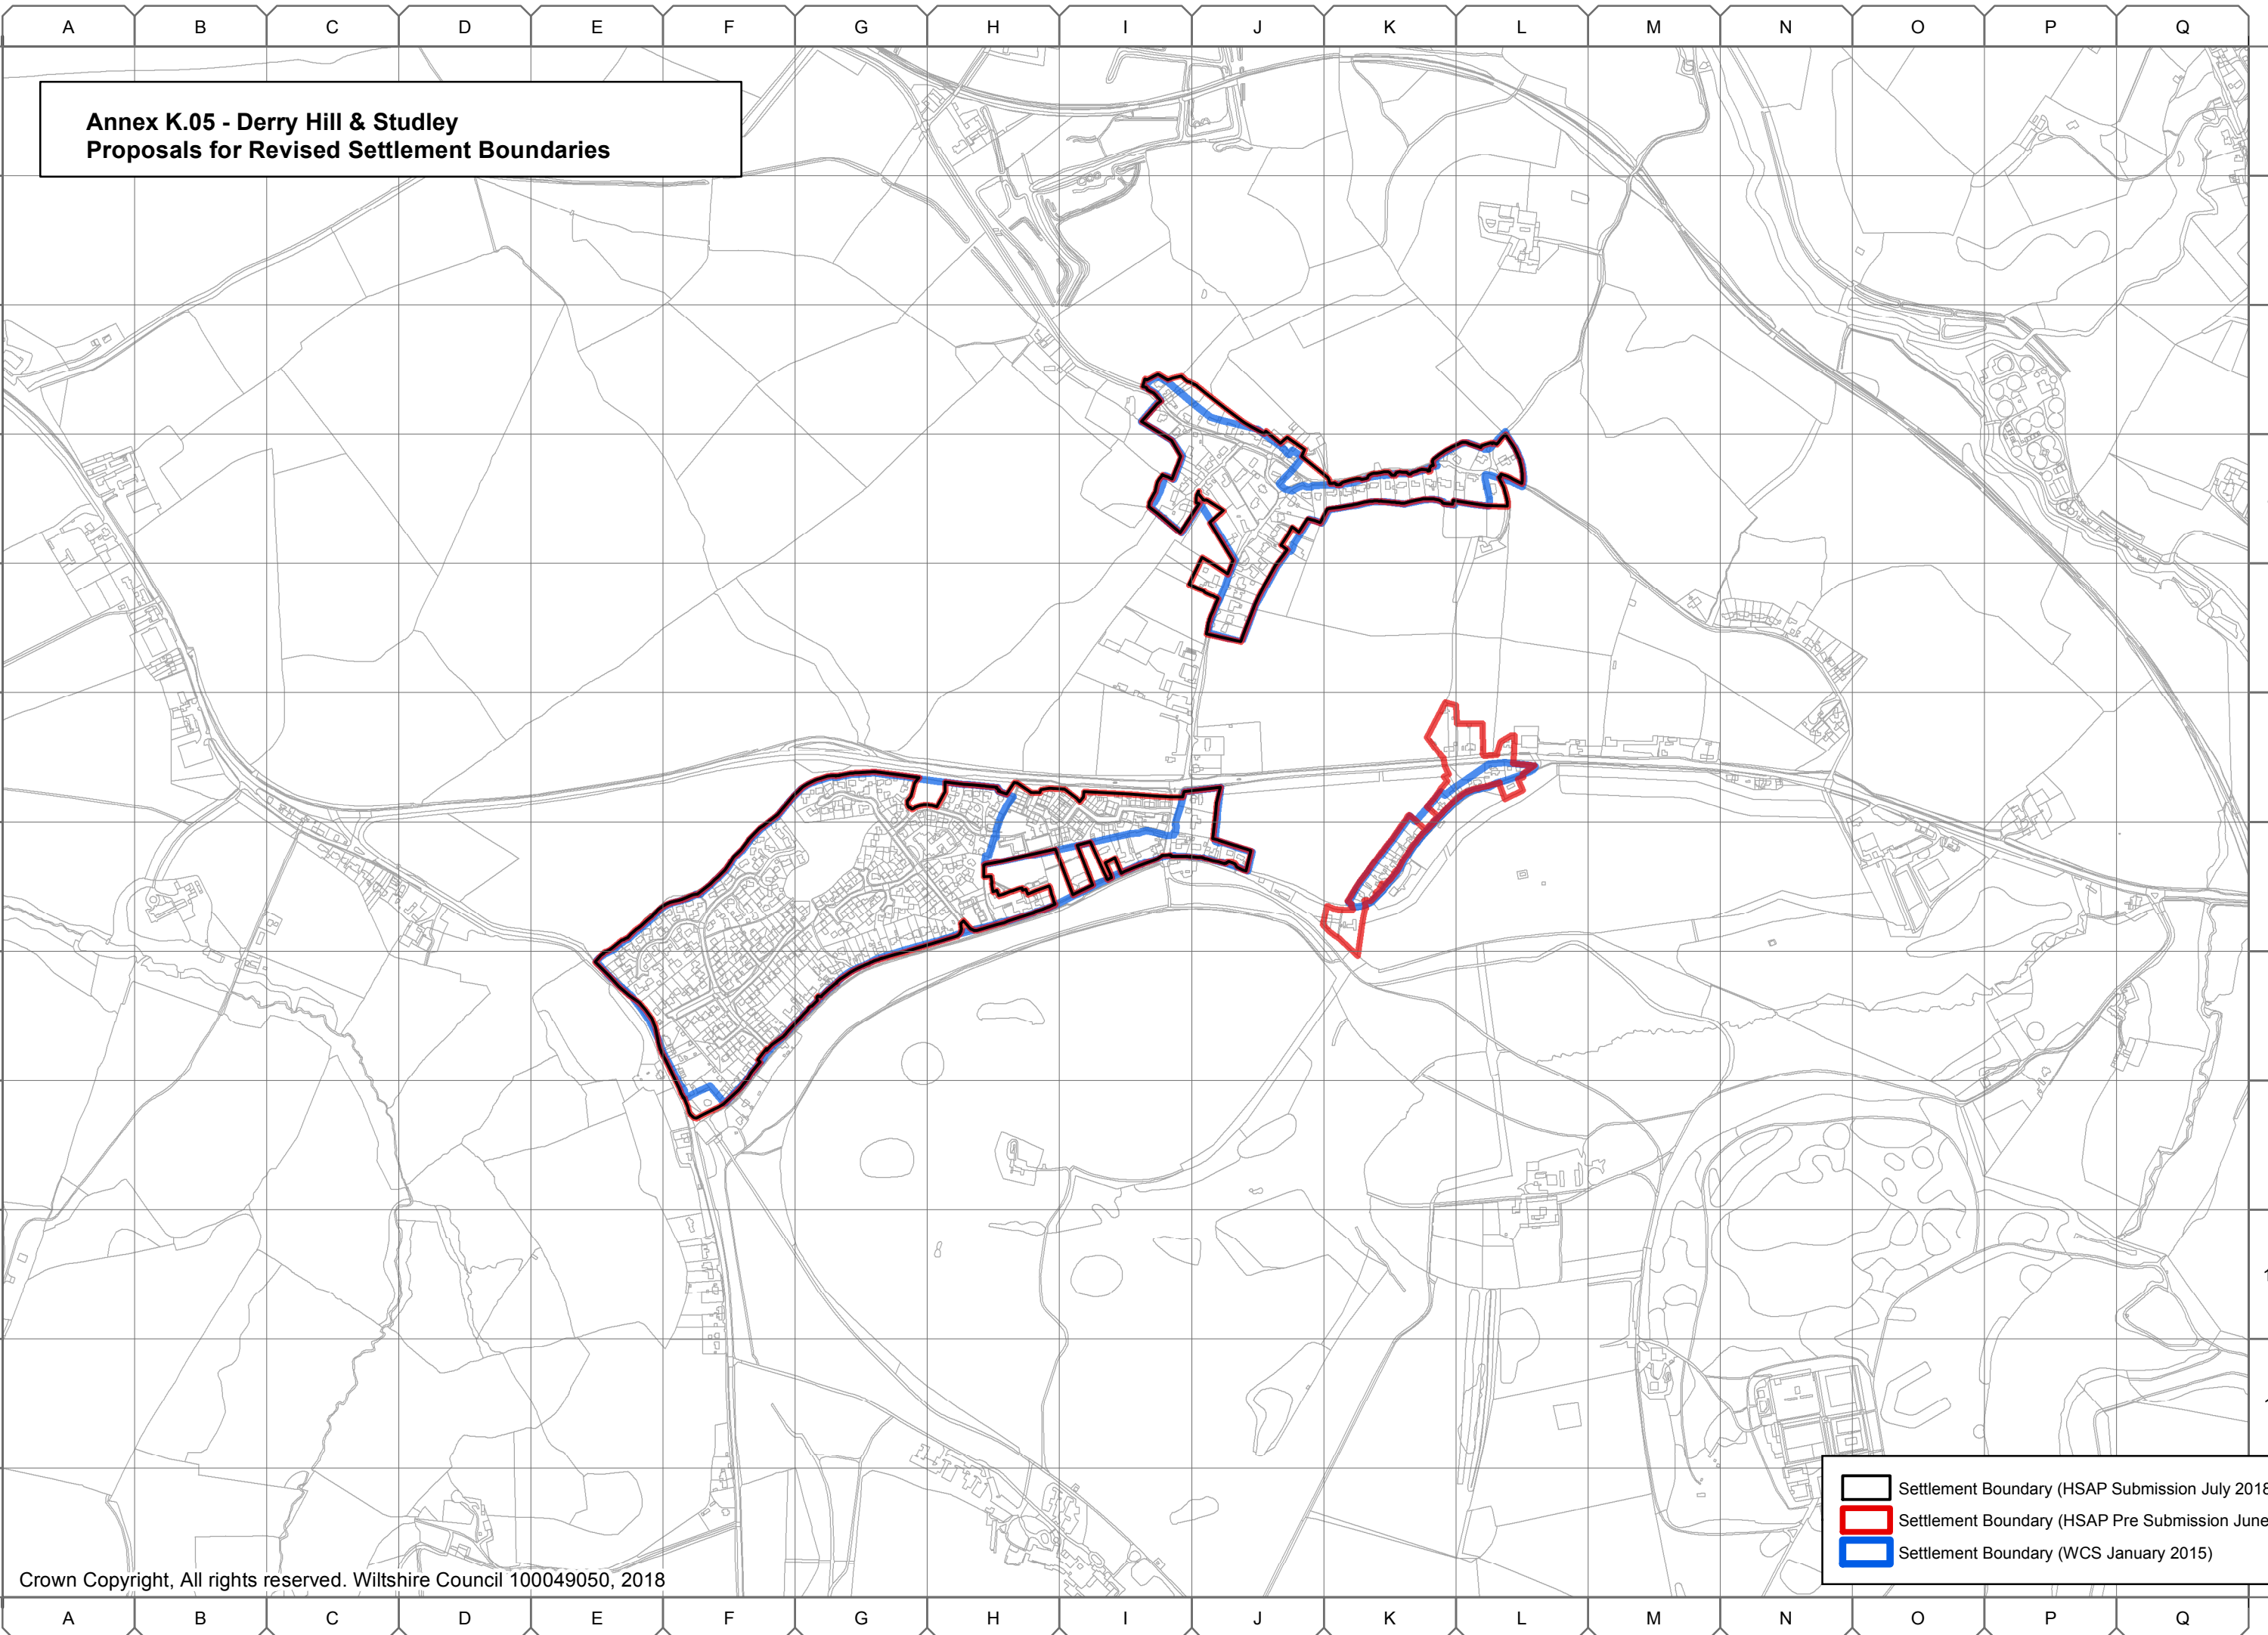 A B C D E F G H I J K L M N O P Q
Annex K.05 - Derry Hill & Studley
Proposals for Revised Settlement Boundaries
Settlement Boundary (HSAP Submission July 2018
Settlement Boundary (HSAP Pre Submission June
Settlement Boundary (WCS January 2015)
Crown Copyright, All rights reserved. Wiltshire Council 100049050, 2018
A B C D E F G H I J K L M N O P Q